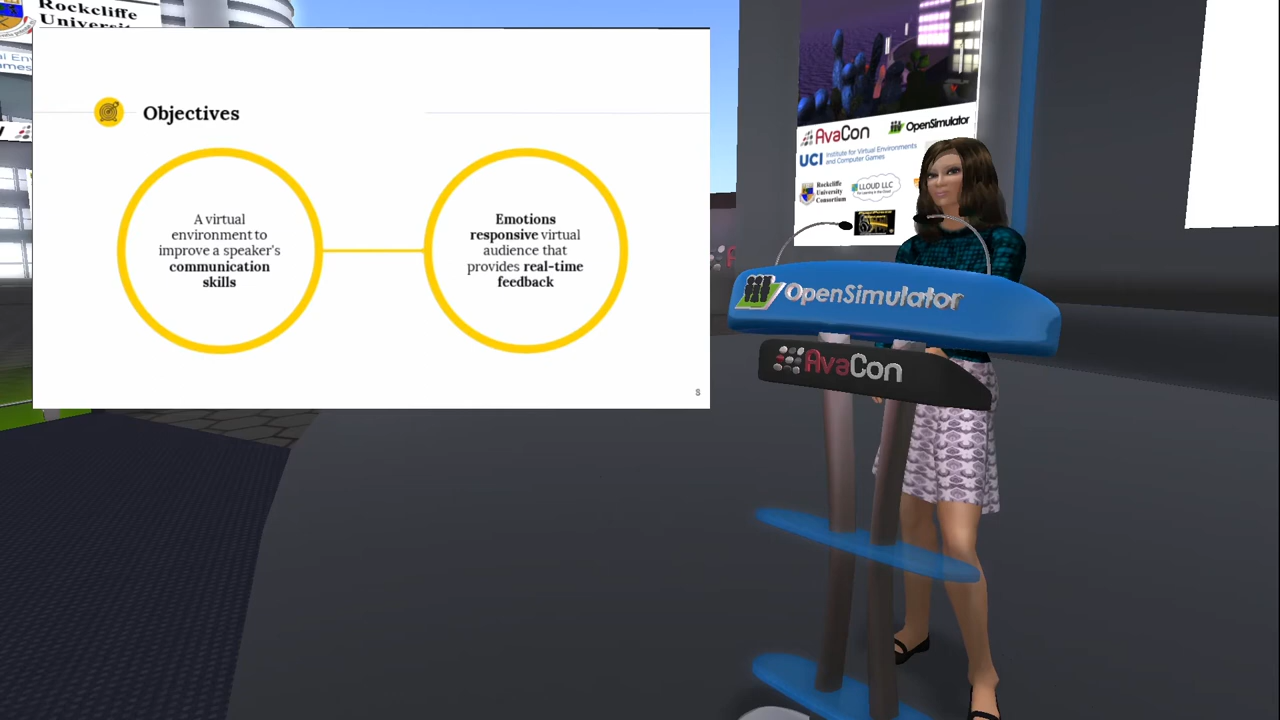 Rockcliffe
Objectives
A virtual
environment to
improve a speaker's
communication
skills
Emotions
responsive virtual
audience that
provides real-time
feedback
AvaCon
OpenSimulator
UCI Institute for Virtual Environments
and Computer Games
Rockcliffe
University
Consortium
LLOUD LLC
OpenSimulator
AvaCon